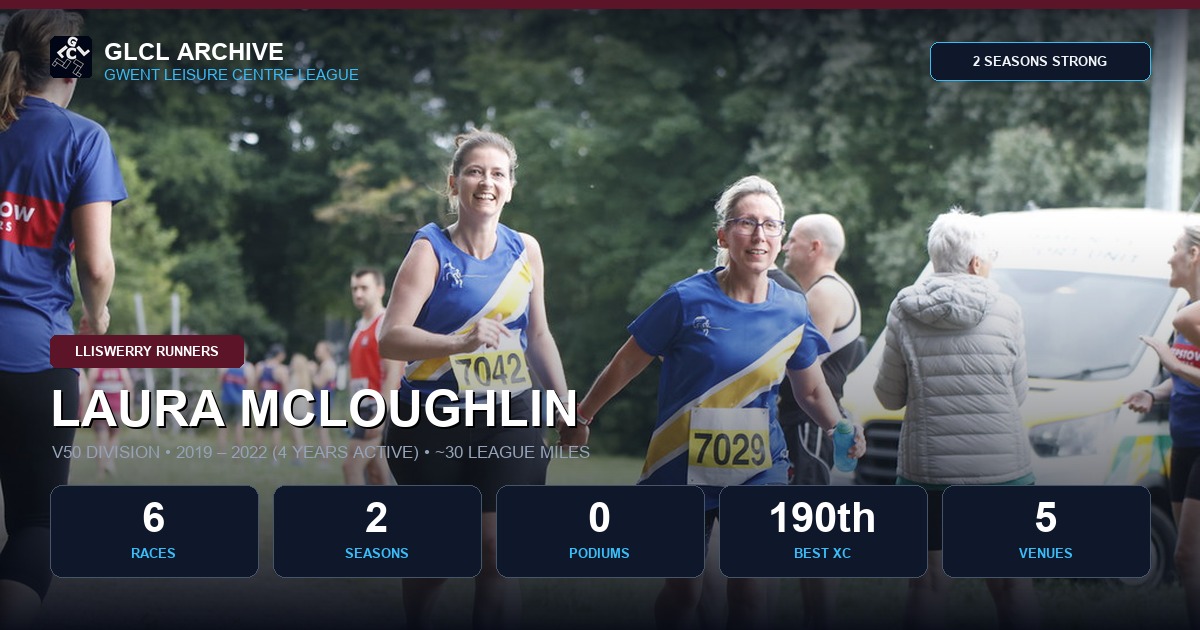 GLCL ARCHIVE
GWENT LEISURE CENTRE LEAGUE
2 SEASONS STRONG
OW
LLISWERRY RUNNERS
7042
7029
LAURA MCLOUGHLIN
V50 DIVISION • 2019 – 2022 (4 YEARS ACTIVE) • ~30 LEAGUE MILES
6
RACES
2
SEASONS
0
PODIUMS
190th
BEST XC
5
VENUES